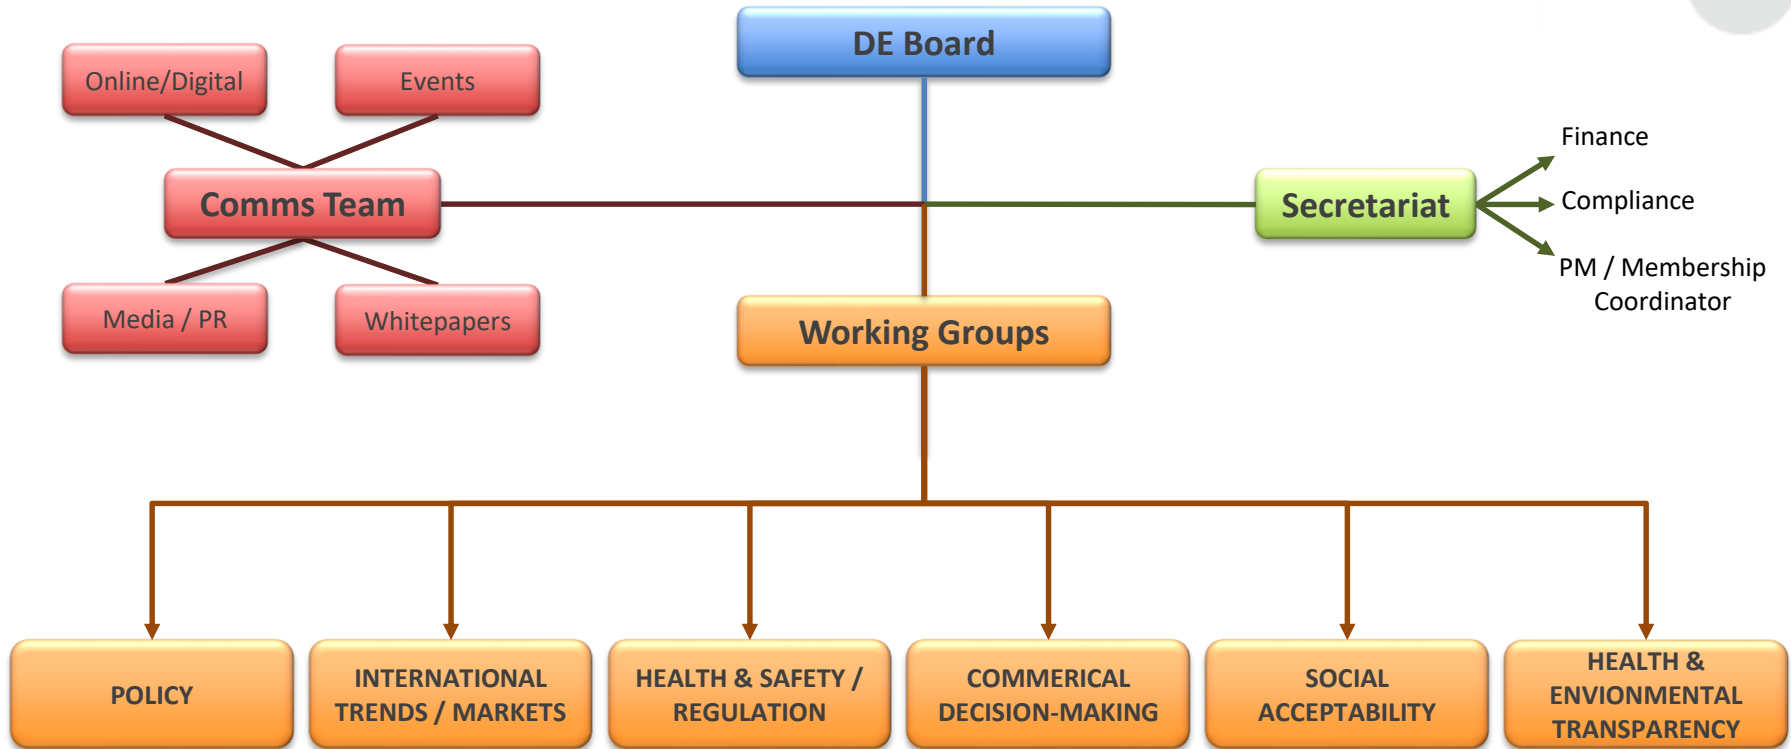 DE Board
Online/Digital
Events
Comms Team
Media / PR
Whitepapers
Secretariat
Finance
Compliance
PM / Membership
Coordinator
Working Groups
POLICY
INTERNATIONAL
TRENDS / MARKETS
HEALTH & SAFETY /
REGULATION
COMMERICAL
DECISION-MAKING
SOCIAL
ACCEPTABILITY
HEALTH &
ENVIONMENTAL
TRANSPARENCY